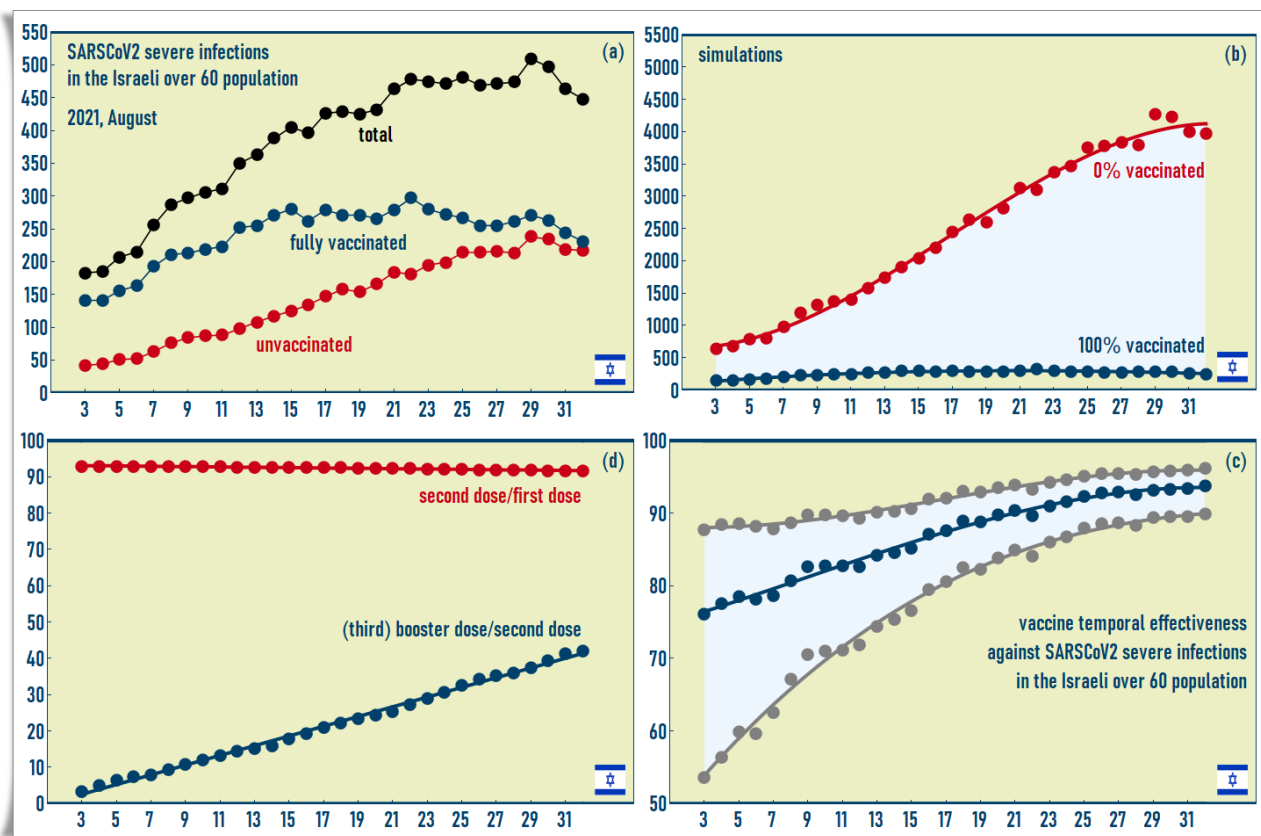 550
500
450
400
350
300
250
200
150
100
50
0
SARSCoV2 severe infections
in the Israeli over 60 population
2021, August
(a)
total
fully vaccinated
unvaccinated
3 5 7 9 11 13 15 17 19 21 23 25 27 29 31
5500
5000
4500
4000
3500
3000
2500
2000
1500
1000
500
0
simulations
(b)
0% vaccinated
100% vaccinated
3 5 7 9 11 13 15 17 19 21 23 25 27 29 31
100
90
80
70
60
50
40
30
20
10
0
(d)
second dose/first dose
(third) booster dose/second dose
3 5 7 9 11 13 15 17 19 21 23 25 27 29 31
100
90
80
70
60
50
(c)
vaccine temporal effectiveness
against SARSCoV2 severe infections
in the Israeli over 60 population
3 5 7 9 11 13 15 17 19 21 23 25 27 29 31